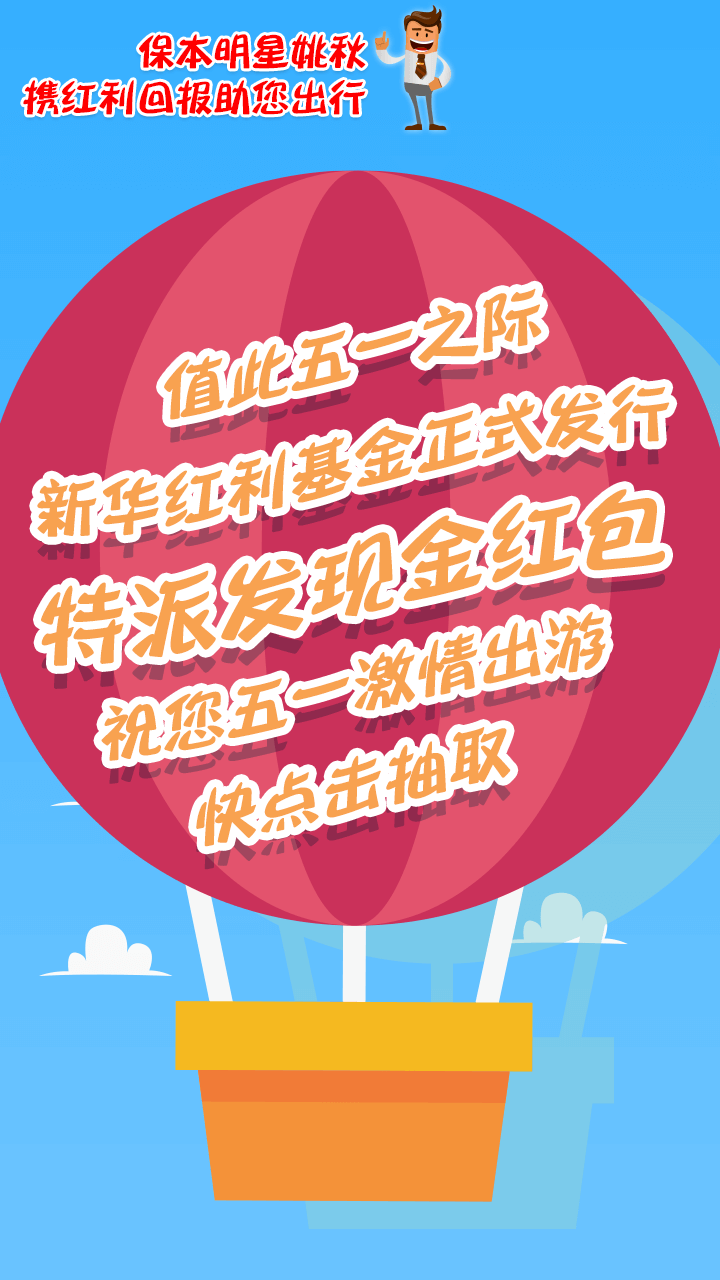 保本明星姚秋
携红利回报助您出行
值此五一之际
新华红利基金正式发行
特派发现金红包
祝您五一激情出游
快点击抽取